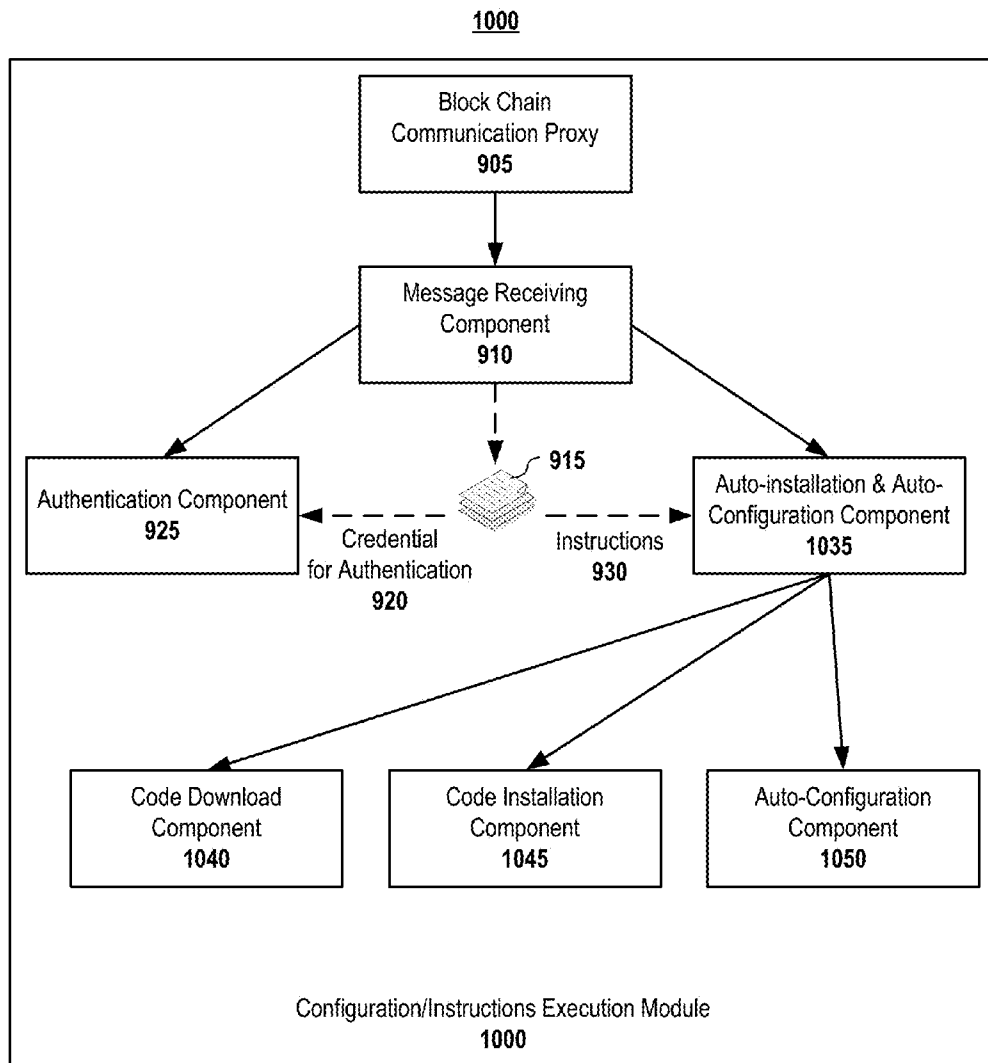 1000
Block Chain
Communication Proxy
905
Message Receiving
Component
910
915
Authentication Component
925
Credential
for Authentication
920
Instructions
930
Auto-installation & Auto-
Configuration Component
1035
Code Download
Component
1040
Code Installation
Component
1045
Auto-Configuration
Component
1050
Configuration/Instructions Execution Module
1000